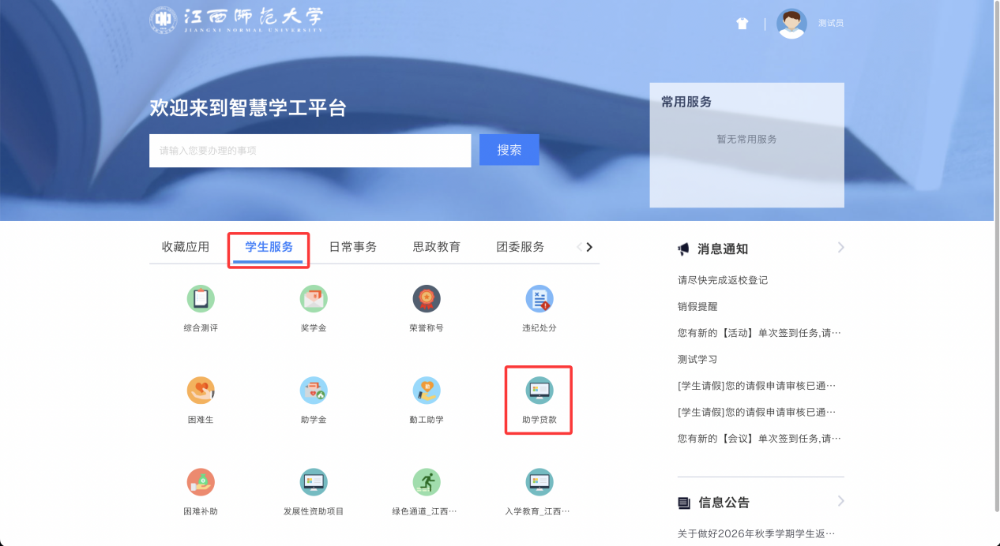 江西师范大学
JIANGXI NORMAL UNIVERSITY
测试员
欢迎来到智慧学工平台
请输入您要办理的事项
搜索
常用服务
暂无常用服务
收藏应用
学生服务
日常事务
思政教育
团委服务
综合测评
奖学金
荣誉称号
违纪处分
困难生
助学金
勤工助学
助学贷款
困难补助
发展性资助项目
绿色通道_江西…
入学教育_江西…
消息通知
请尽快完成返校登记
销假提醒
您有新的【活动】单次签到任务,请…
测试学习
[学生请假]您的请假申请审核已通…
[学生请假]您的请假申请审核已通…
您有新的【会议】单次签到任务,请…
信息公告
关于做好2026年秋季学期学生返…